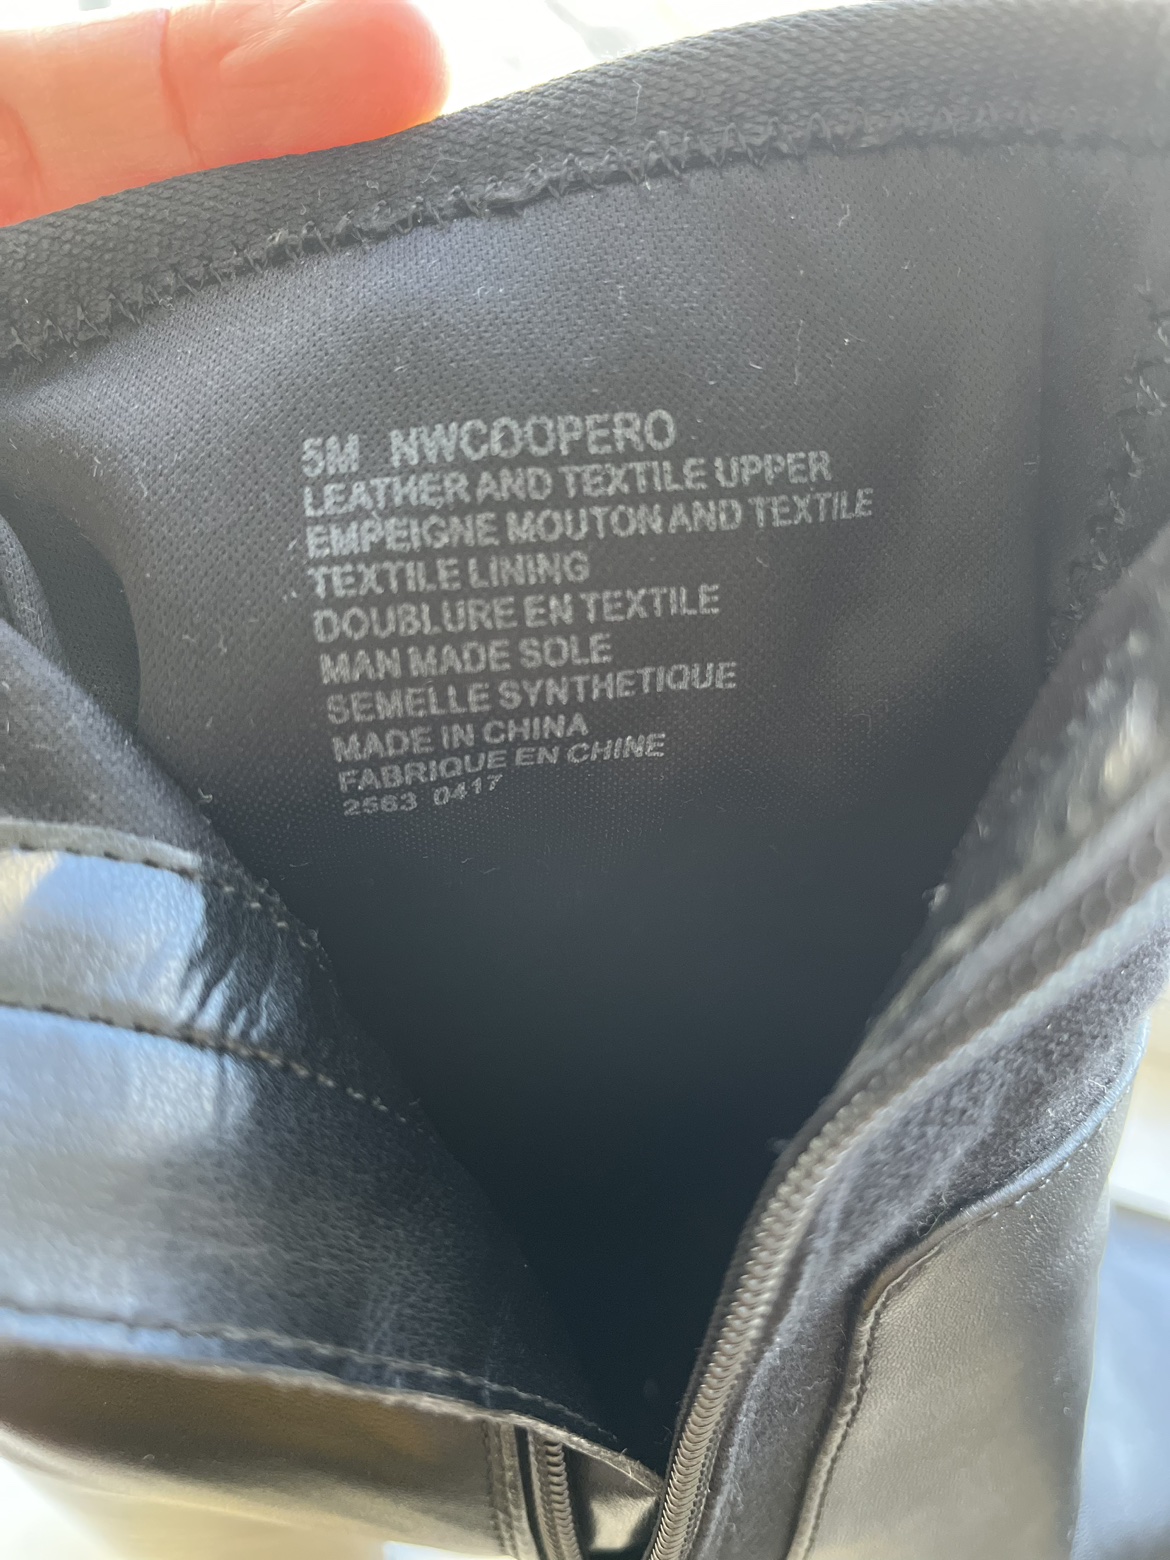 5M NWCOOPERO
LEATHER AND TEXTILE UPPER
EMPEIGNE MOUTON AND TEXTILE
TEXTILE LINING
DOUBLURE EN TEXTILE
MAN MADE SOLE
SEMELLE SYNTHETIQUE
MADE IN CHINA
FABRIQUE EN CHINE
2563 0417